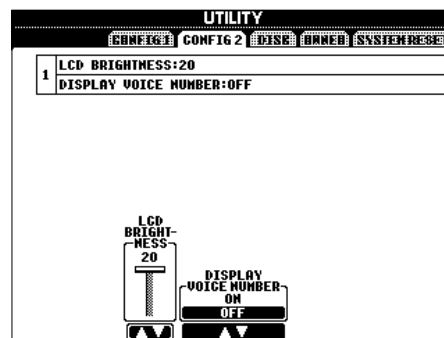 UTILITY
CONFIG 1 CONFIG 2 DISK OWNER SYSTEM RESE
1
LCD BRIGHTNESS:20
DISPLAY VOICE NUMBER:OFF
LCD
BRIGHT-
NESS
20
DISPLAY
VOICE NUMBER
ON
OFF